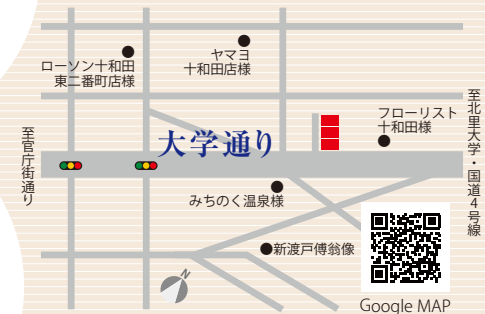 ローソン十和田
東二番町店様
ヤマヨ
十和田店様
フローリスト
十和田様
大学通り
至官庁街通り
至北里大学・国道4号線
みちのく温泉様
新渡戸傳翁像
N
Google MAP